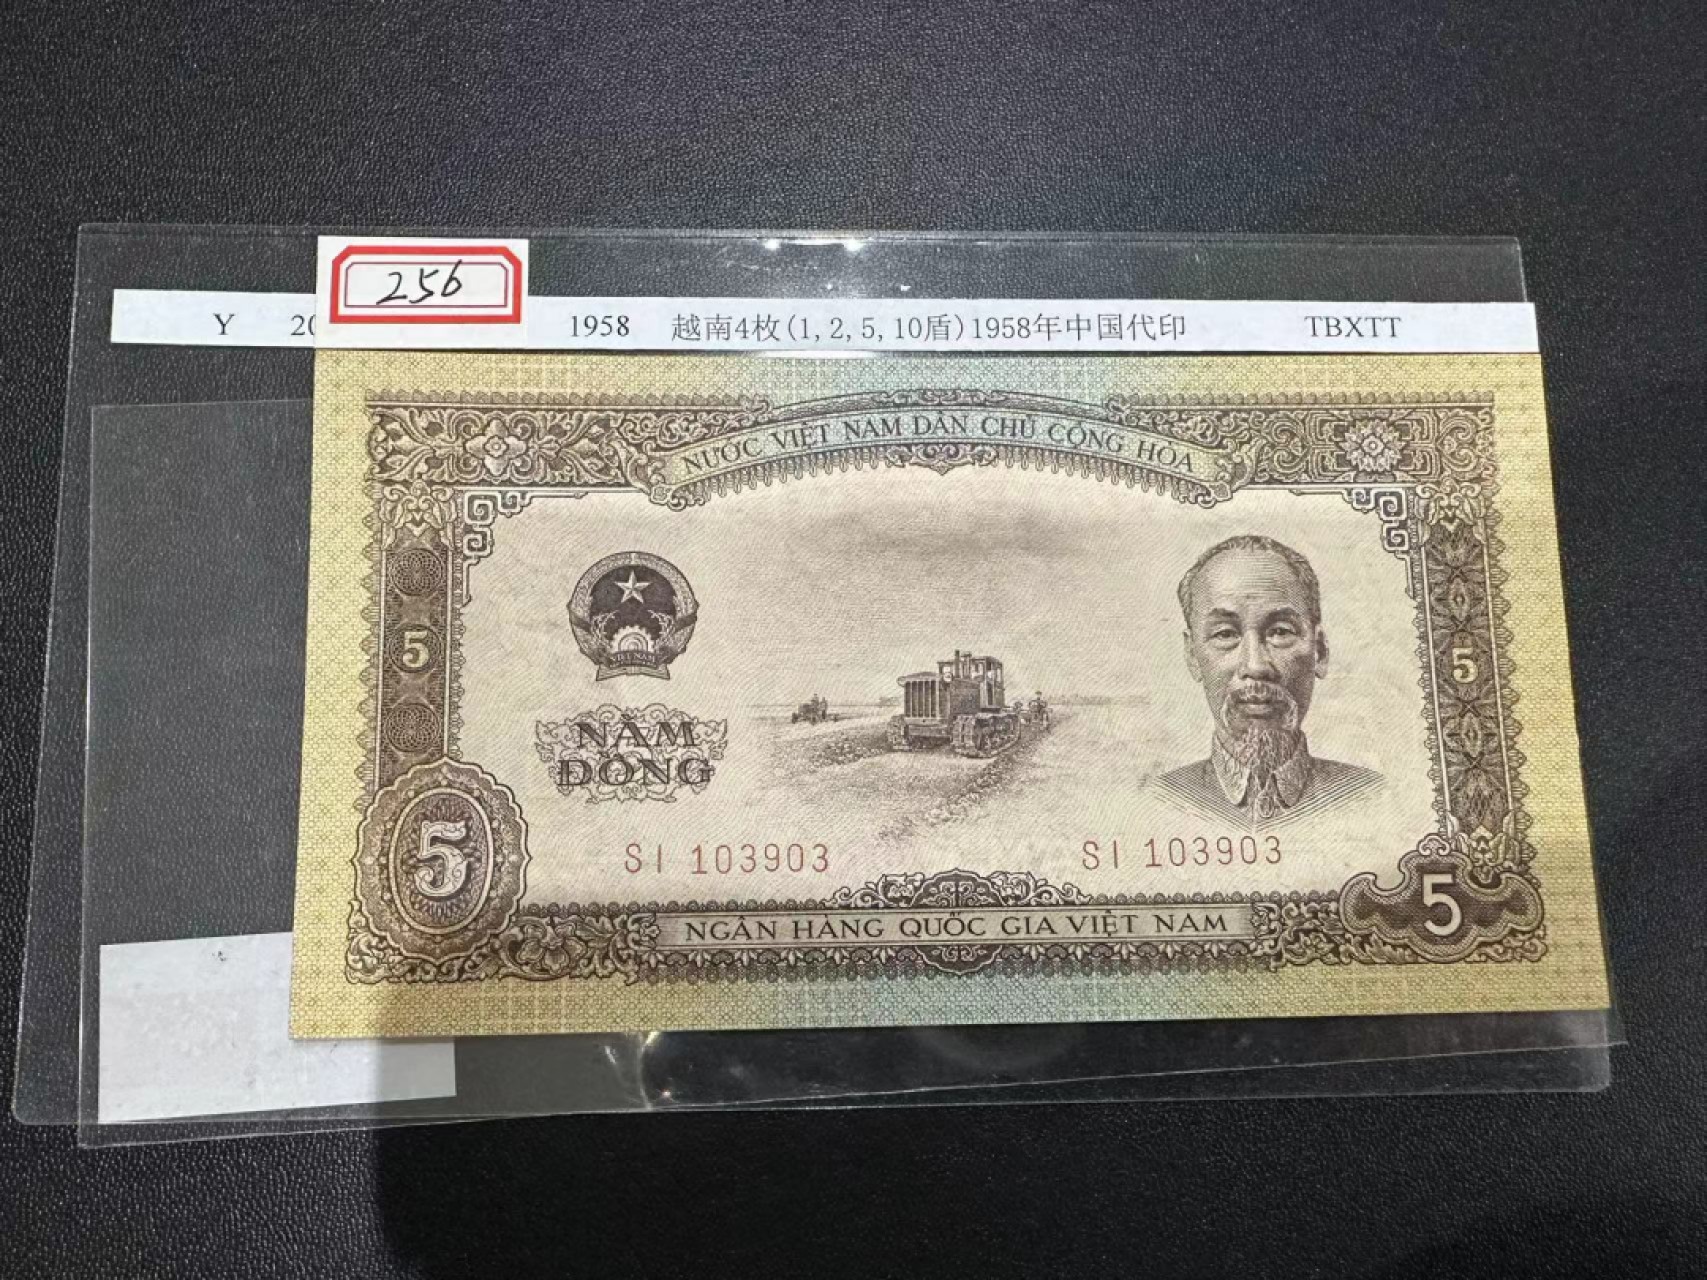 256
Y 20 1958 越南4枚(1,2,5,10盾)1958年中国代印 TBXTT
NƯỚC VIỆT NAM DÂN CHỦ CỘNG HÒA
5
5
VIỆT NAM
NĂM
ĐỒNG
SI 103903
SI 103903
5
5
NGÂN HÀNG QUỐC GIA VIỆT NAM